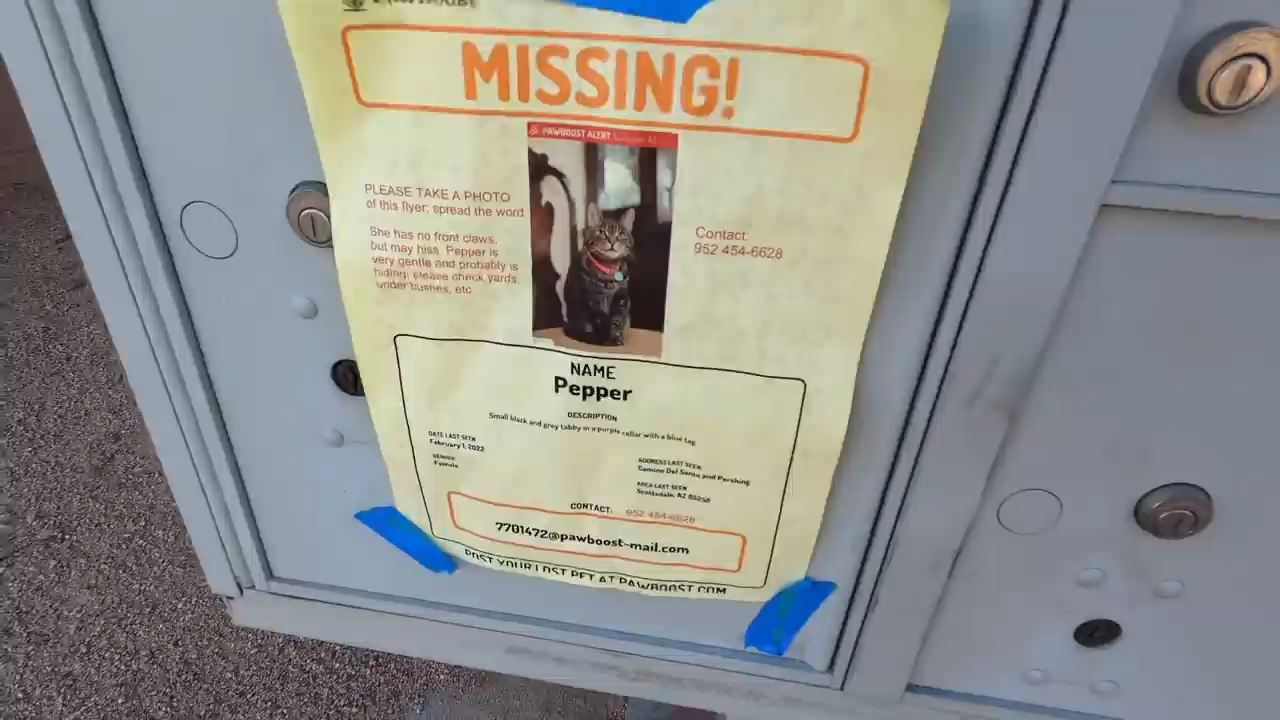 MISSING!
PAWBOOST ALERT
PLEASE TAKE A PHOTO
of this flyer; spread the word
She has no front claws,
but may hiss. Pepper is
very gentle and probably is
hiding; please check yards,
under bushes, etc.
Contact:
952 454-6628
NAME
Pepper
DESCRIPTION
Small black and grey tabby in a purple collar with a blue tag
DATE LAST SEEN
February 1, 2022
GENDER
Female
ADDRESS LAST SEEN
Camino Del Santo and Pershing
AREA LAST SEEN
Scottsdale, AZ 85258
CONTACT: 952 454-6628
7701472@pawboost-mail.com
POST YOUR LOST PET AT PAWBOOST.COM